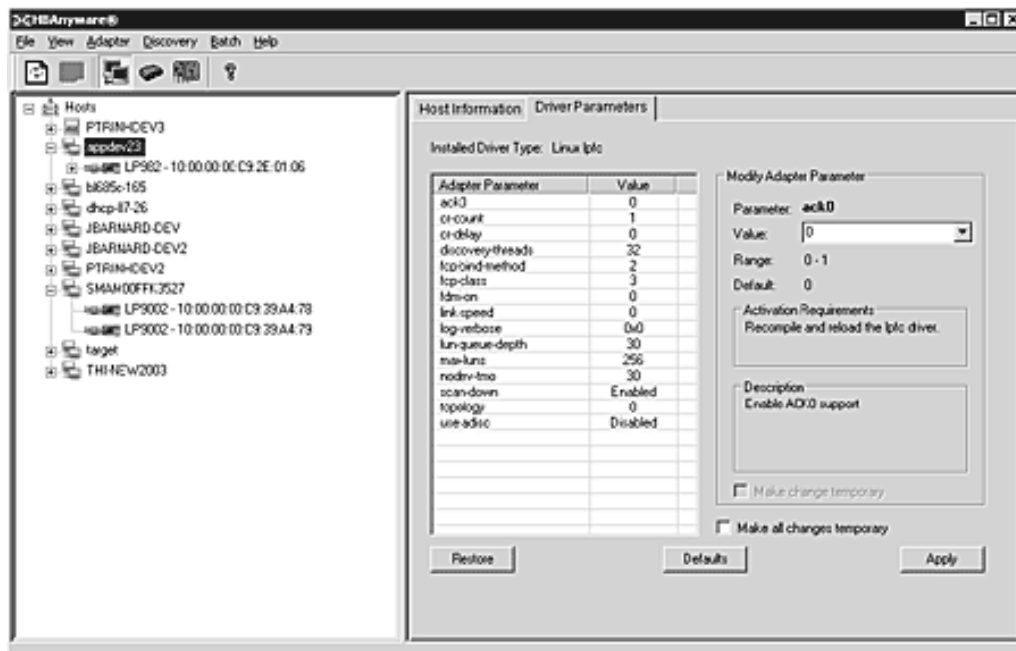 HBAnyware®
File View Adapter Discovery Batch Help
Hosts
PTRINHDEV3
appdev23
LP982 - 10:00:00:00:C9:2E:01:06
bl685c-165
dhcp-87-26
JBARNARD-DEV
JBARNARD-DEV2
PTRINHDEV2
LP9002 - 10:00:00:00:C9:39:A4:78
LP9002 - 10:00:00:00:C9:39:A4:79
target
THI-NEW2003
Host Information Driver Parameters
Installed Driver Type: Linux lpfc
Adapter Parameter Value
ack0 0
cr-count 1
cr-delay 0
discovery-threads 32
fcp-bind-method 2
fcp-class 3
fdmi-on 0
link-speed 0
log-verbose 0x0
lun-queue-depth 30
max-luns 256
nodev-tmo 30
scan-down Enabled
topology 0
use-adisc Disabled
Modify Adapter Parameter
Parameter: ack0
Value: 0
Range: 0 - 1
Default: 0
Activation Requirements
Recompile and reload the lpfc driver.
Description
Enable ACK0 support
Make change temporary
Make all changes temporary
Restore Defaults Apply